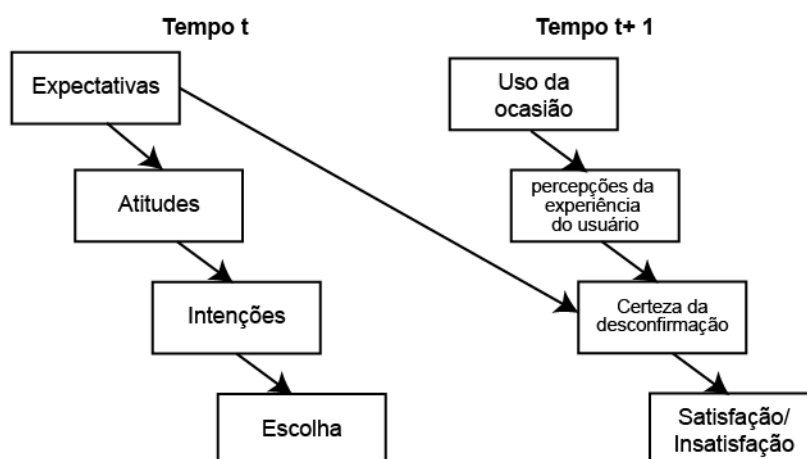 Tempo t
Expectativas
Atitudes
Intenções
Escolha
Tempo t+ 1
Uso da
ocasião
percepções da
experiência
do usuário
Certeza da
desconfirmação
Satisfação/
Insatisfação